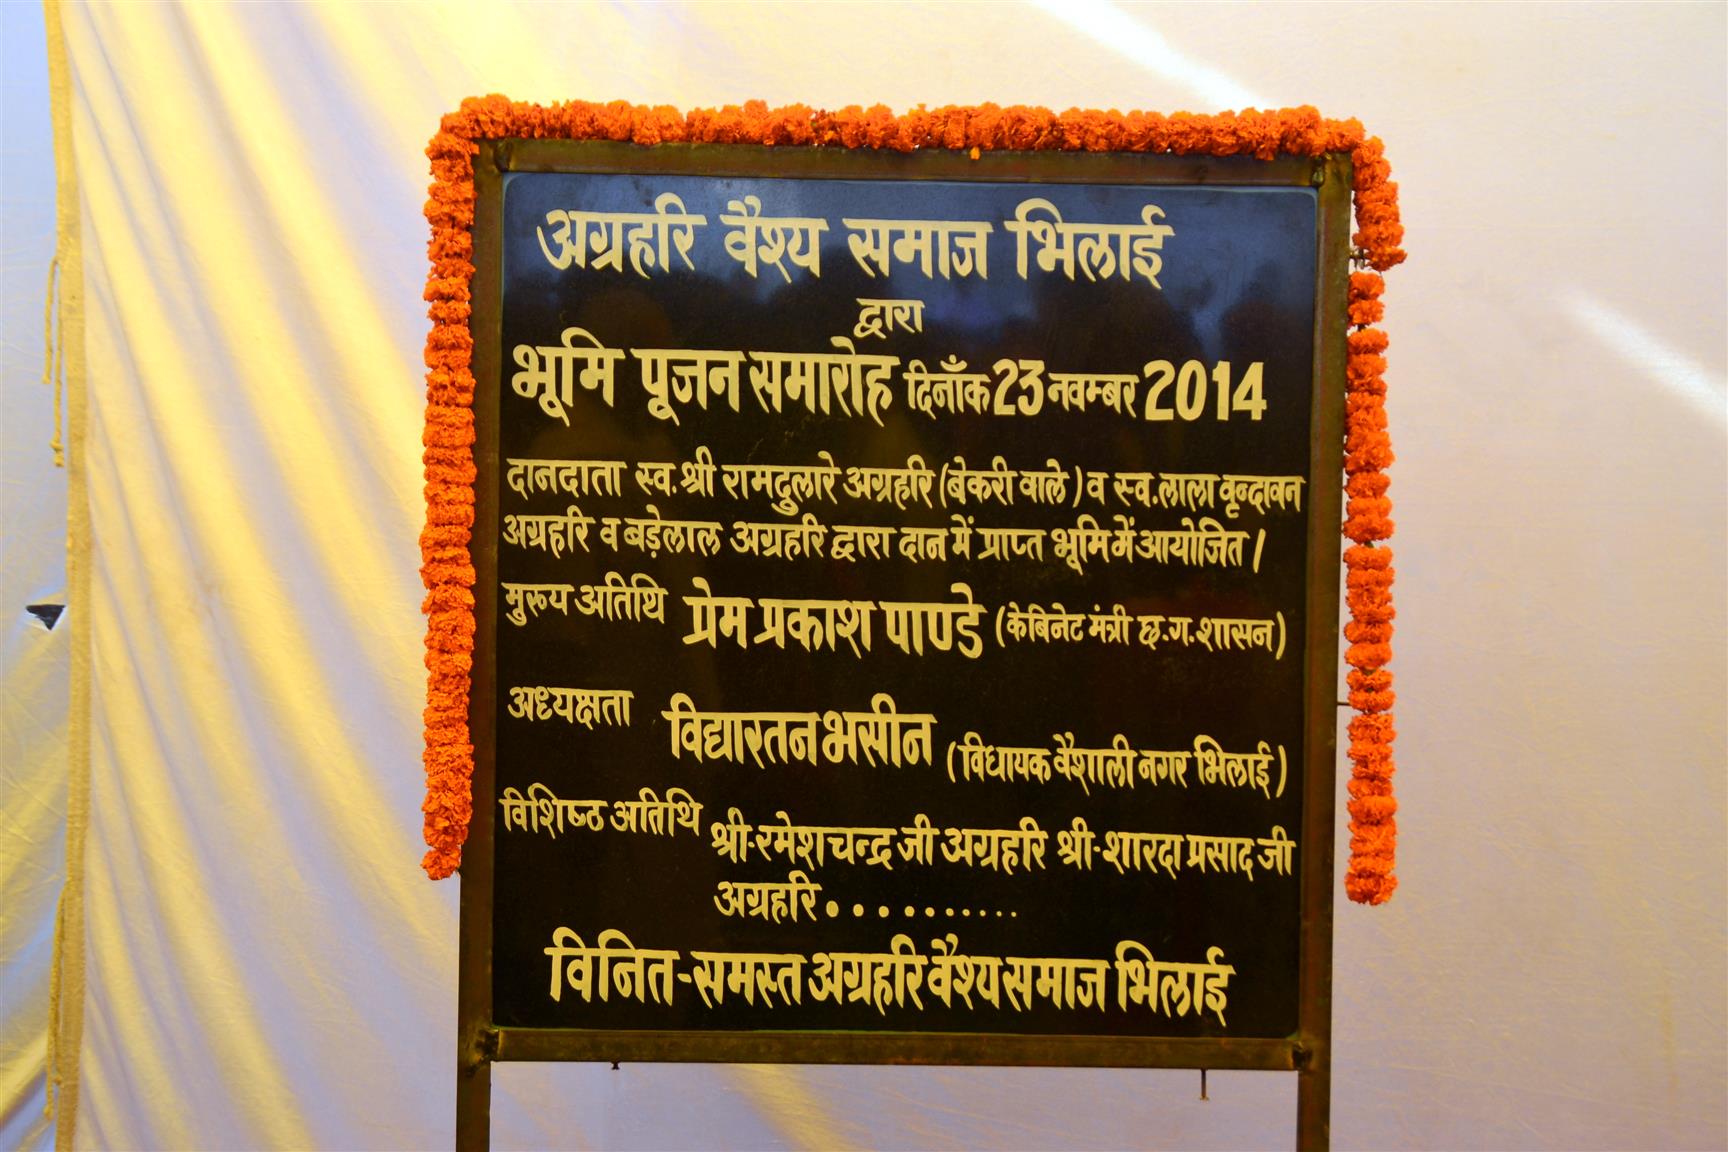 अग्रहरि वैश्य समाज भिलाई
द्वारा
भूमि पूजन समारोह दिनाँक 23 नवम्बर 2014
दानदाता स्व. श्री रामदुलारे अग्रहरि (बेकरी वाले) व स्व. लाला वृन्दावन
अग्रहरि व बड़ेलाल अग्रहरि द्वारा दान में प्राप्त भूमि में आयोजित।
मुख्य अतिथि प्रेम प्रकाश पाण्डे (केबिनेट मंत्री छ.ग. शासन)
अध्यक्षता विद्यारतन भसीन (विधायक वैशाली नगर भिलाई)
विशिष्ठ अतिथि श्री-रमेशचन्द्र जी अग्रहरि श्री-शारदा प्रसाद जी
अग्रहरि...........
विनित-समस्त अग्रहरि वैश्य समाज भिलाई